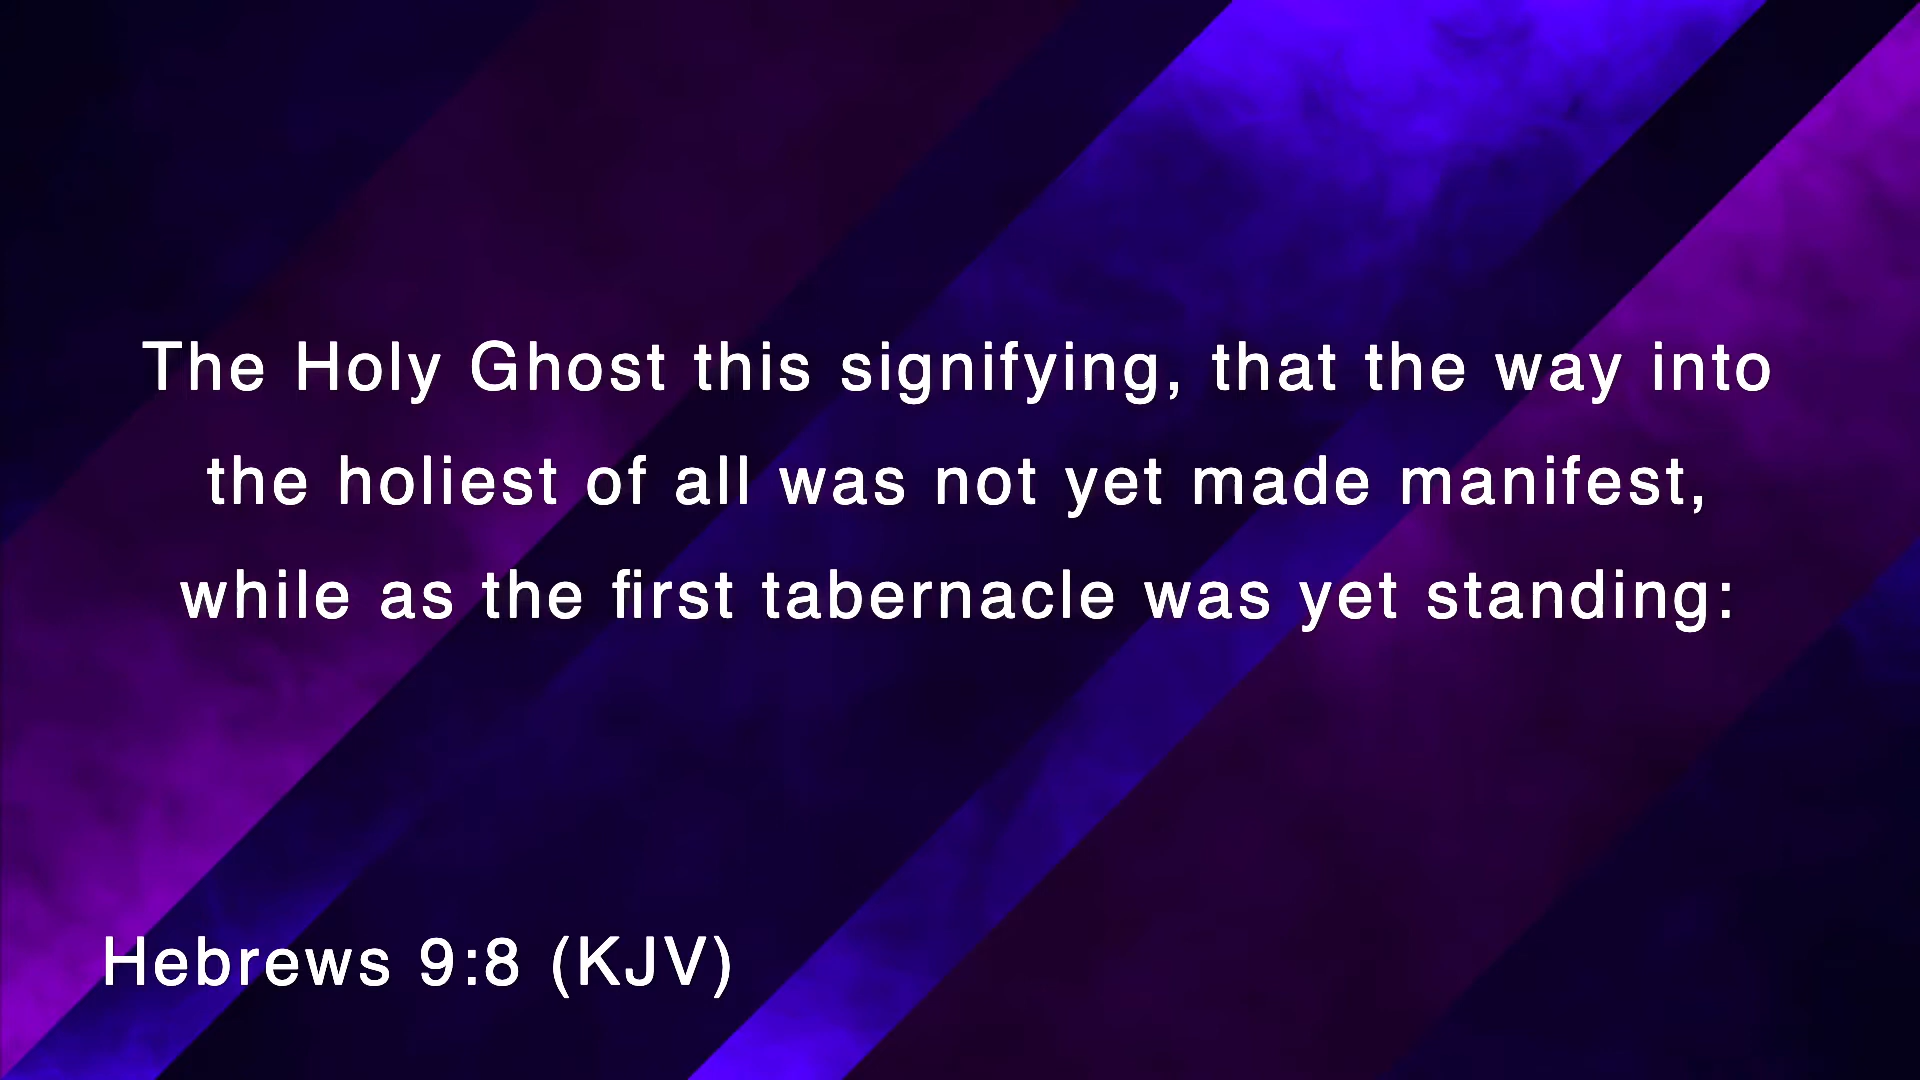 The Holy Ghost this signifying, that the way into
the holiest of all was not yet made manifest,
while as the first tabernacle was yet standing:
Hebrews 9:8 (KJV)